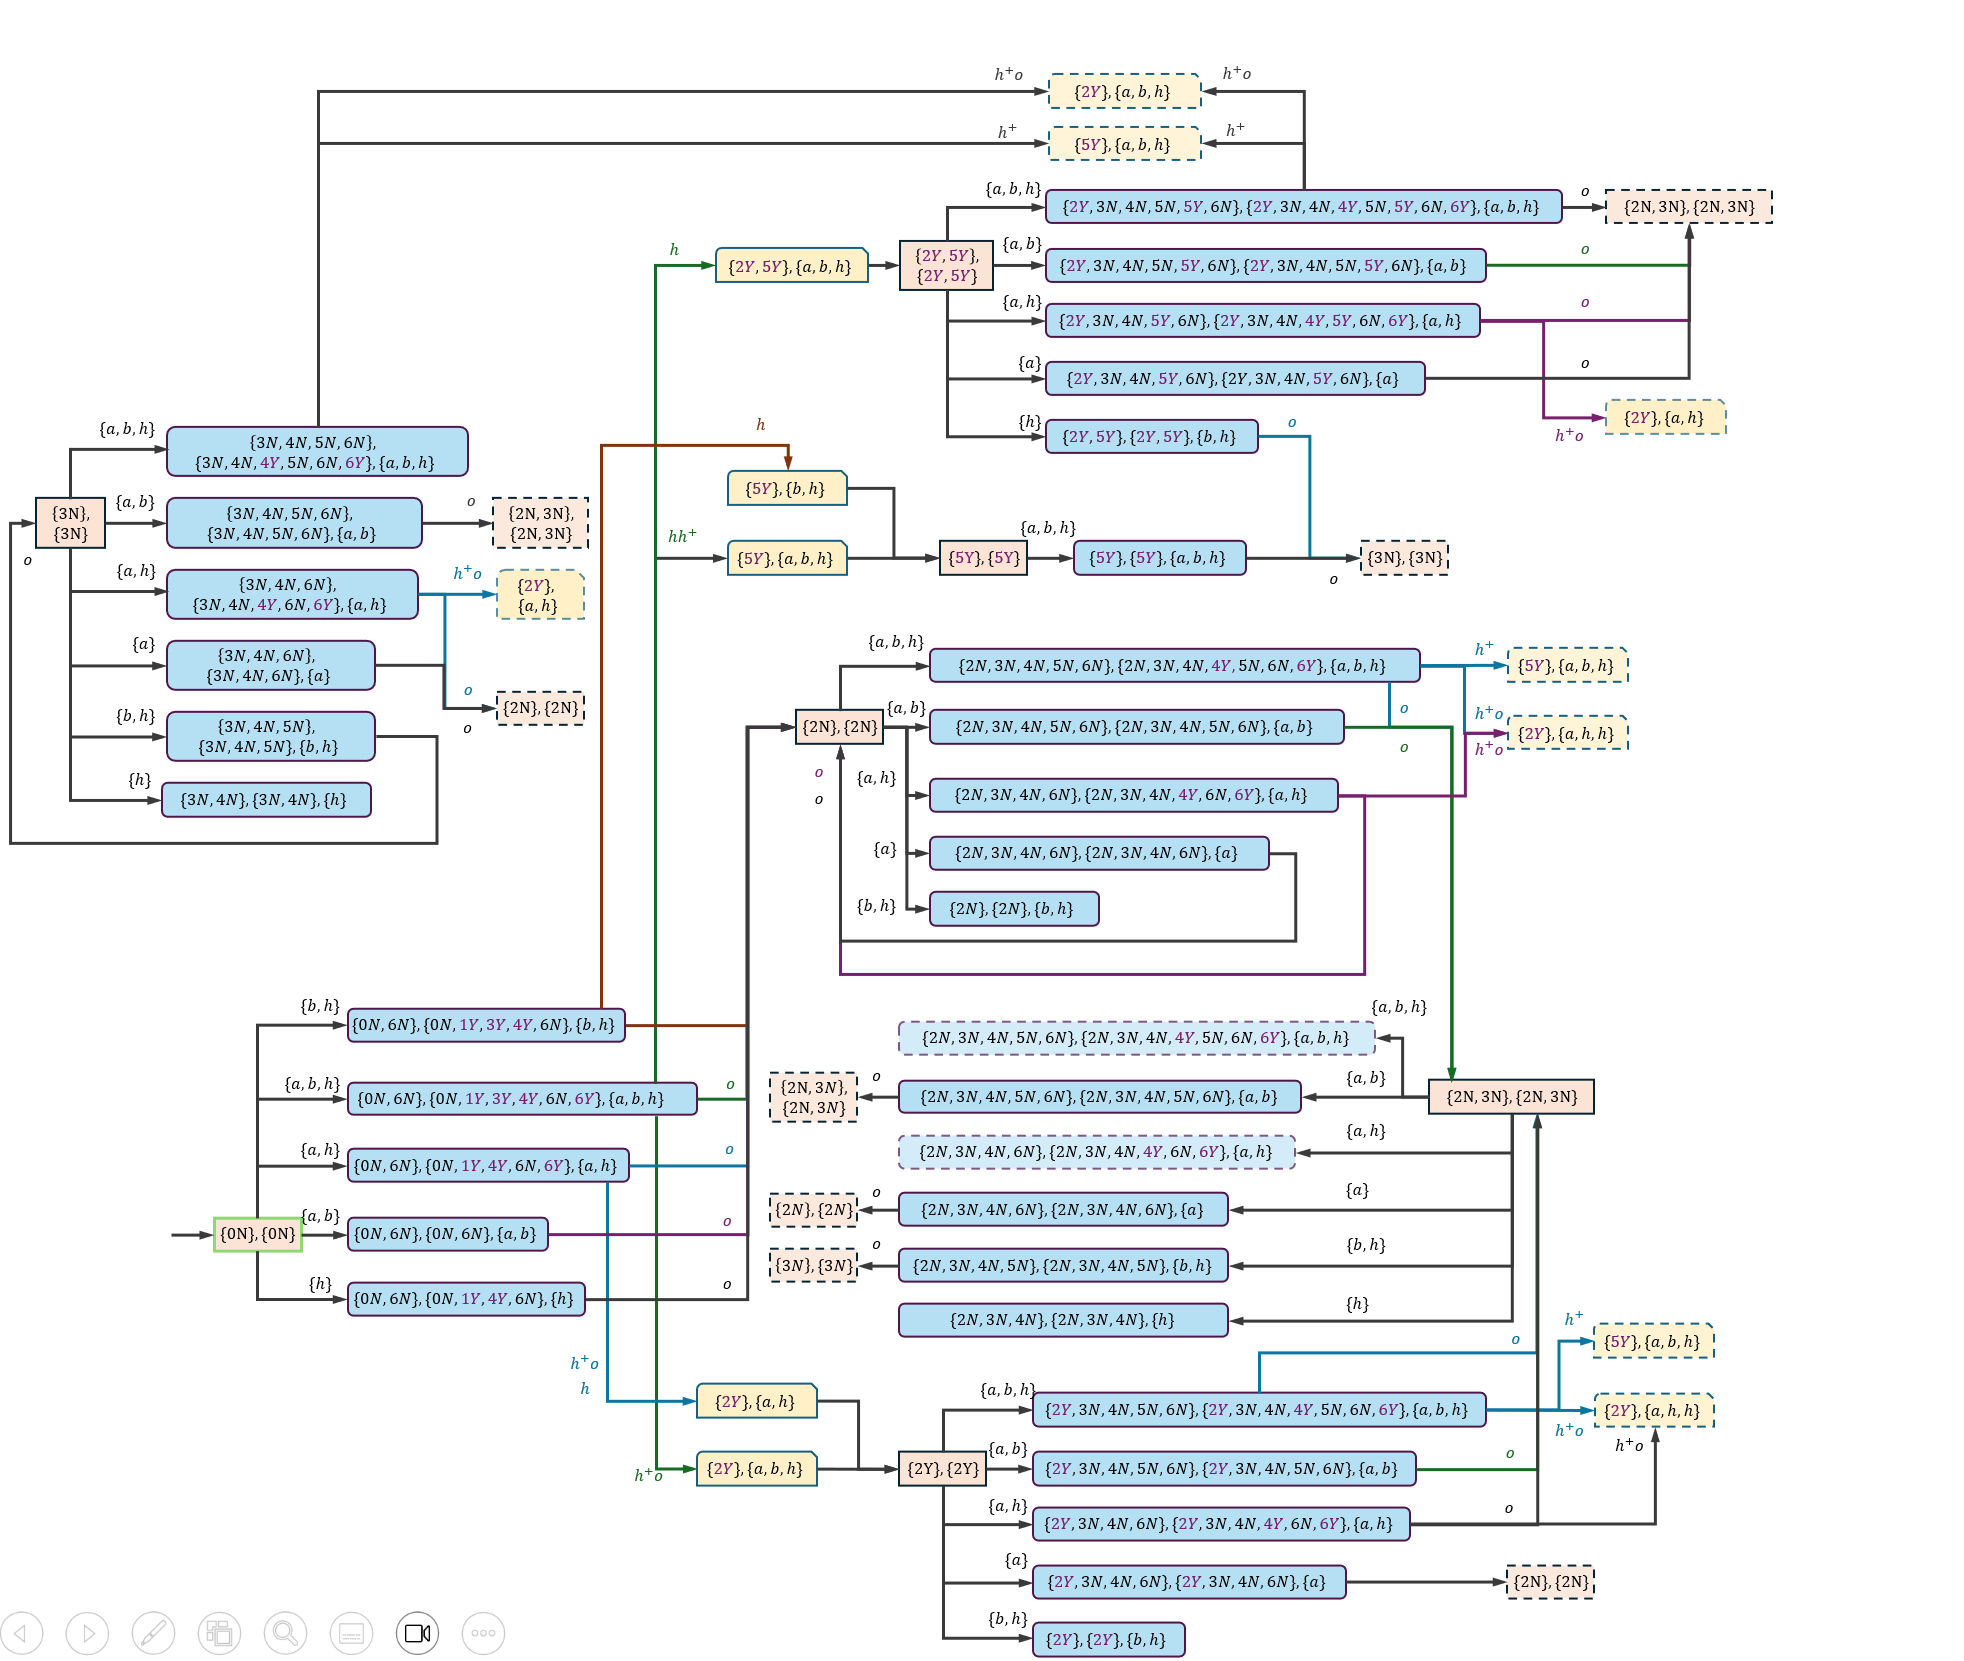 h⁺o
{2Y}, {a, b, h}
h⁺o
h⁺
{5Y}, {a, b, h}
h⁺
{a, b, h}
{2Y, 3N, 4N, 5N, 5Y, 6N}, {2Y, 3N, 4N, 4Y, 5N, 5Y, 6N, 6Y}, {a, b, h}
o
{2N, 3N}, {2N, 3N}
h
{2Y, 5Y}, {a, b, h}
{2Y, 5Y},
{2Y, 5Y}
{a, b}
{2Y, 3N, 4N, 5N, 5Y, 6N}, {2Y, 3N, 4N, 5N, 5Y, 6N}, {a, b}
o
{a, h}
{2Y, 3N, 4N, 5Y, 6N}, {2Y, 3N, 4N, 4Y, 5Y, 6N, 6Y}, {a, h}
o
{a}
{2Y, 3N, 4N, 5Y, 6N}, {2Y, 3N, 4N, 5Y, 6N}, {a}
o
{h}
{2Y, 5Y}, {2Y, 5Y}, {b, h}
o
{2Y}, {a, h}
h⁺o
h
{5Y}, {b, h}
hh⁺
{5Y}, {a, b, h}
{5Y}, {5Y}
{a, b, h}
{5Y}, {5Y}, {a, b, h}
o
{3N}, {3N}
{3N},
{3N}
o
{a, b, h}
{3N, 4N, 5N, 6N},
{3N, 4N, 4Y, 5N, 6N, 6Y}, {a, b, h}
{a, b}
{3N, 4N, 5N, 6N},
{3N, 4N, 5N, 6N}, {a, b}
o
{2N, 3N},
{2N, 3N}
{a, h}
{3N, 4N, 6N},
{3N, 4N, 4Y, 6N, 6Y}, {a, h}
h⁺o
{2Y},
{a, h}
{a}
{3N, 4N, 6N},
{3N, 4N, 6N}, {a}
o
o
{2N}, {2N}
{b, h}
{3N, 4N, 5N},
{3N, 4N, 5N}, {b, h}
{h}
{3N, 4N}, {3N, 4N}, {h}
{2N}, {2N}
o
o
{a, b, h}
{2N, 3N, 4N, 5N, 6N}, {2N, 3N, 4N, 4Y, 5N, 6N, 6Y}, {a, b, h}
h⁺
{5Y}, {a, b, h}
{a, b}
{2N, 3N, 4N, 5N, 6N}, {2N, 3N, 4N, 5N, 6N}, {a, b}
o
o
h⁺o
{2Y}, {a, h, h}
h⁺o
{a, h}
{2N, 3N, 4N, 6N}, {2N, 3N, 4N, 4Y, 6N, 6Y}, {a, h}
{a}
{2N, 3N, 4N, 6N}, {2N, 3N, 4N, 6N}, {a}
{b, h}
{2N}, {2N}, {b, h}
{0N}, {0N}
{b, h}
{0N, 6N}, {0N, 1Y, 3Y, 4Y, 6N}, {b, h}
{a, b, h}
{0N, 6N}, {0N, 1Y, 3Y, 4Y, 6N, 6Y}, {a, b, h}
o
{a, h}
{0N, 6N}, {0N, 1Y, 4Y, 6N, 6Y}, {a, h}
o
{a, b}
{0N, 6N}, {0N, 6N}, {a, b}
o
{h}
{0N, 6N}, {0N, 1Y, 4Y, 6N}, {h}
o
{2N, 3N}, {2N, 3N}
{a, b, h}
{2N, 3N, 4N, 5N, 6N}, {2N, 3N, 4N, 4Y, 5N, 6N, 6Y}, {a, b, h}
{a, b}
{2N, 3N, 4N, 5N, 6N}, {2N, 3N, 4N, 5N, 6N}, {a, b}
o
{2N, 3N},
{2N, 3N}
{a, h}
{2N, 3N, 4N, 6N}, {2N, 3N, 4N, 4Y, 6N, 6Y}, {a, h}
{a}
{2N, 3N, 4N, 6N}, {2N, 3N, 4N, 6N}, {a}
o
{2N}, {2N}
{b, h}
{2N, 3N, 4N, 5N}, {2N, 3N, 4N, 5N}, {b, h}
o
{3N}, {3N}
{h}
{2N, 3N, 4N}, {2N, 3N, 4N}, {h}
h⁺o
h
{2Y}, {a, h}
h⁺o
{2Y}, {a, b, h}
{2Y}, {2Y}
{a, b, h}
{2Y, 3N, 4N, 5N, 6N}, {2Y, 3N, 4N, 4Y, 5N, 6N, 6Y}, {a, b, h}
o
h⁺
{5Y}, {a, b, h}
h⁺o
{2Y}, {a, h, h}
h⁺o
{a, b}
{2Y, 3N, 4N, 5N, 6N}, {2Y, 3N, 4N, 5N, 6N}, {a, b}
o
{a, h}
{2Y, 3N, 4N, 6N}, {2Y, 3N, 4N, 4Y, 6N, 6Y}, {a, h}
o
{a}
{2Y, 3N, 4N, 6N}, {2Y, 3N, 4N, 6N}, {a}
{2N}, {2N}
{b, h}
{2Y}, {2Y}, {b, h}